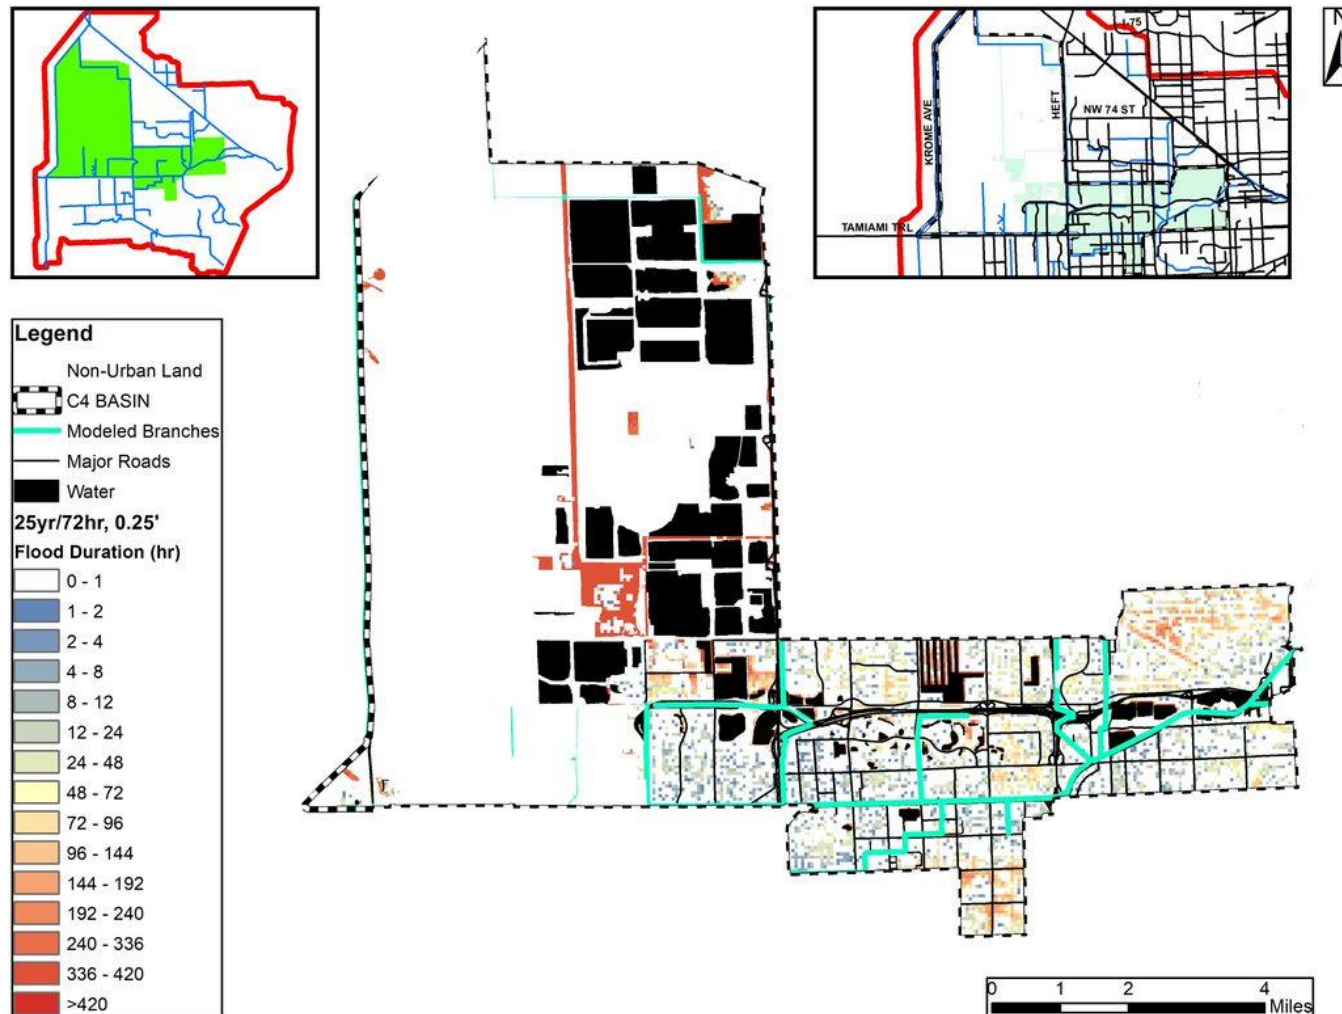 I-75
N
KROME AVE
HEFT
NW 74 ST
TAMIAMI TRL
Legend
Non-Urban Land
C4 BASIN
Modeled Branches
Major Roads
Water
25yr/72hr, 0.25'
Flood Duration (hr)
0 - 1
1 - 2
2 - 4
4 - 8
8 - 12
12 - 24
24 - 48
48 - 72
72 - 96
96 - 144
144 - 192
192 - 240
240 - 336
336 - 420
>420
0 1 2 4
Miles